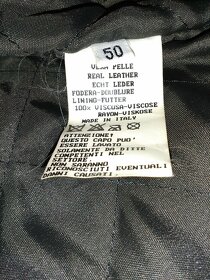 50
VERA PELLE
REAL LEATHER
ECHT LEDER
FODERA-DOUBLURE
LINING-FUTTER
100% VISCOSA-VISCOSE
RAYON-VISKOSE
MADE IN ITALY
ATTENZIONE!
QUESTO CAPO PUO'
ESSERE LAVATO
SOLAMENTE DA DITTE
COMPETENTI NEL
SETTORE.
NON SARANNO
RICONOSCIUTI EVENTUALI
DANNI CAUSATI.